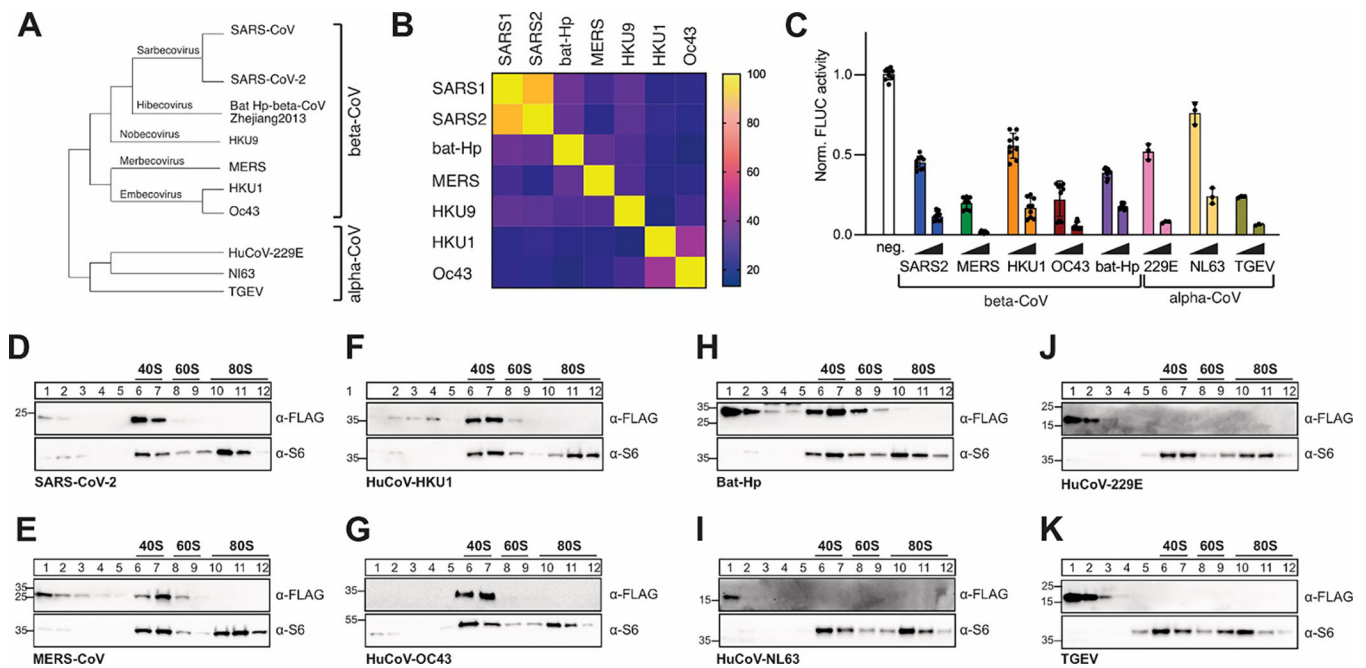 A
SARS-CoV
Sarbecovirus
SARS-CoV-2
Hibecovirus
Bat Hp-beta-CoV
Zhejiang2013
Nobecovirus
HKU9
Merbecovirus
MERS
Embecovirus
HKU1
Oc43
beta-CoV
HuCoV-229E
Nl63
TGEV
alpha-CoV
B
SARS1 SARS2 bat-Hp MERS HKU9 HKU1 Oc43
SARS1
SARS2
bat-Hp
MERS
HKU9
HKU1
Oc43
100
80
60
40
20
C
Norm. FLUC activity
1.0
0.5
0.0
neg. SARS2 MERS HKU1 OC43 bat-Hp 229E NL63 TGEV
beta-CoV alpha-CoV
D
40S 60S 80S
1 2 3 4 5 6 7 8 9 10 11 12
25
α-FLAG
35
α-S6
SARS-CoV-2
F
40S 60S 80S
1 2 3 4 5 6 7 8 9 10 11 12
35
α-FLAG
35
α-S6
HuCoV-HKU1
H
40S 60S 80S
1 2 3 4 5 6 7 8 9 10 11 12
35
25
α-FLAG
35
α-S6
Bat-Hp
J
40S 60S 80S
1 2 3 4 5 6 7 8 9 10 11 12
25
15
α-FLAG
35
α-S6
HuCoV-229E
E
40S 60S 80S
1 2 3 4 5 6 7 8 9 10 11 12
35
25
α-FLAG
35
α-S6
MERS-CoV
G
40S 60S 80S
1 2 3 4 5 6 7 8 9 10 11 12
35
α-FLAG
55
α-S6
HuCoV-OC43
I
40S 60S 80S
1 2 3 4 5 6 7 8 9 10 11 12
15
α-FLAG
35
α-S6
HuCoV-NL63
K
40S 60S 80S
1 2 3 4 5 6 7 8 9 10 11 12
25
15
α-FLAG
35
α-S6
TGEV